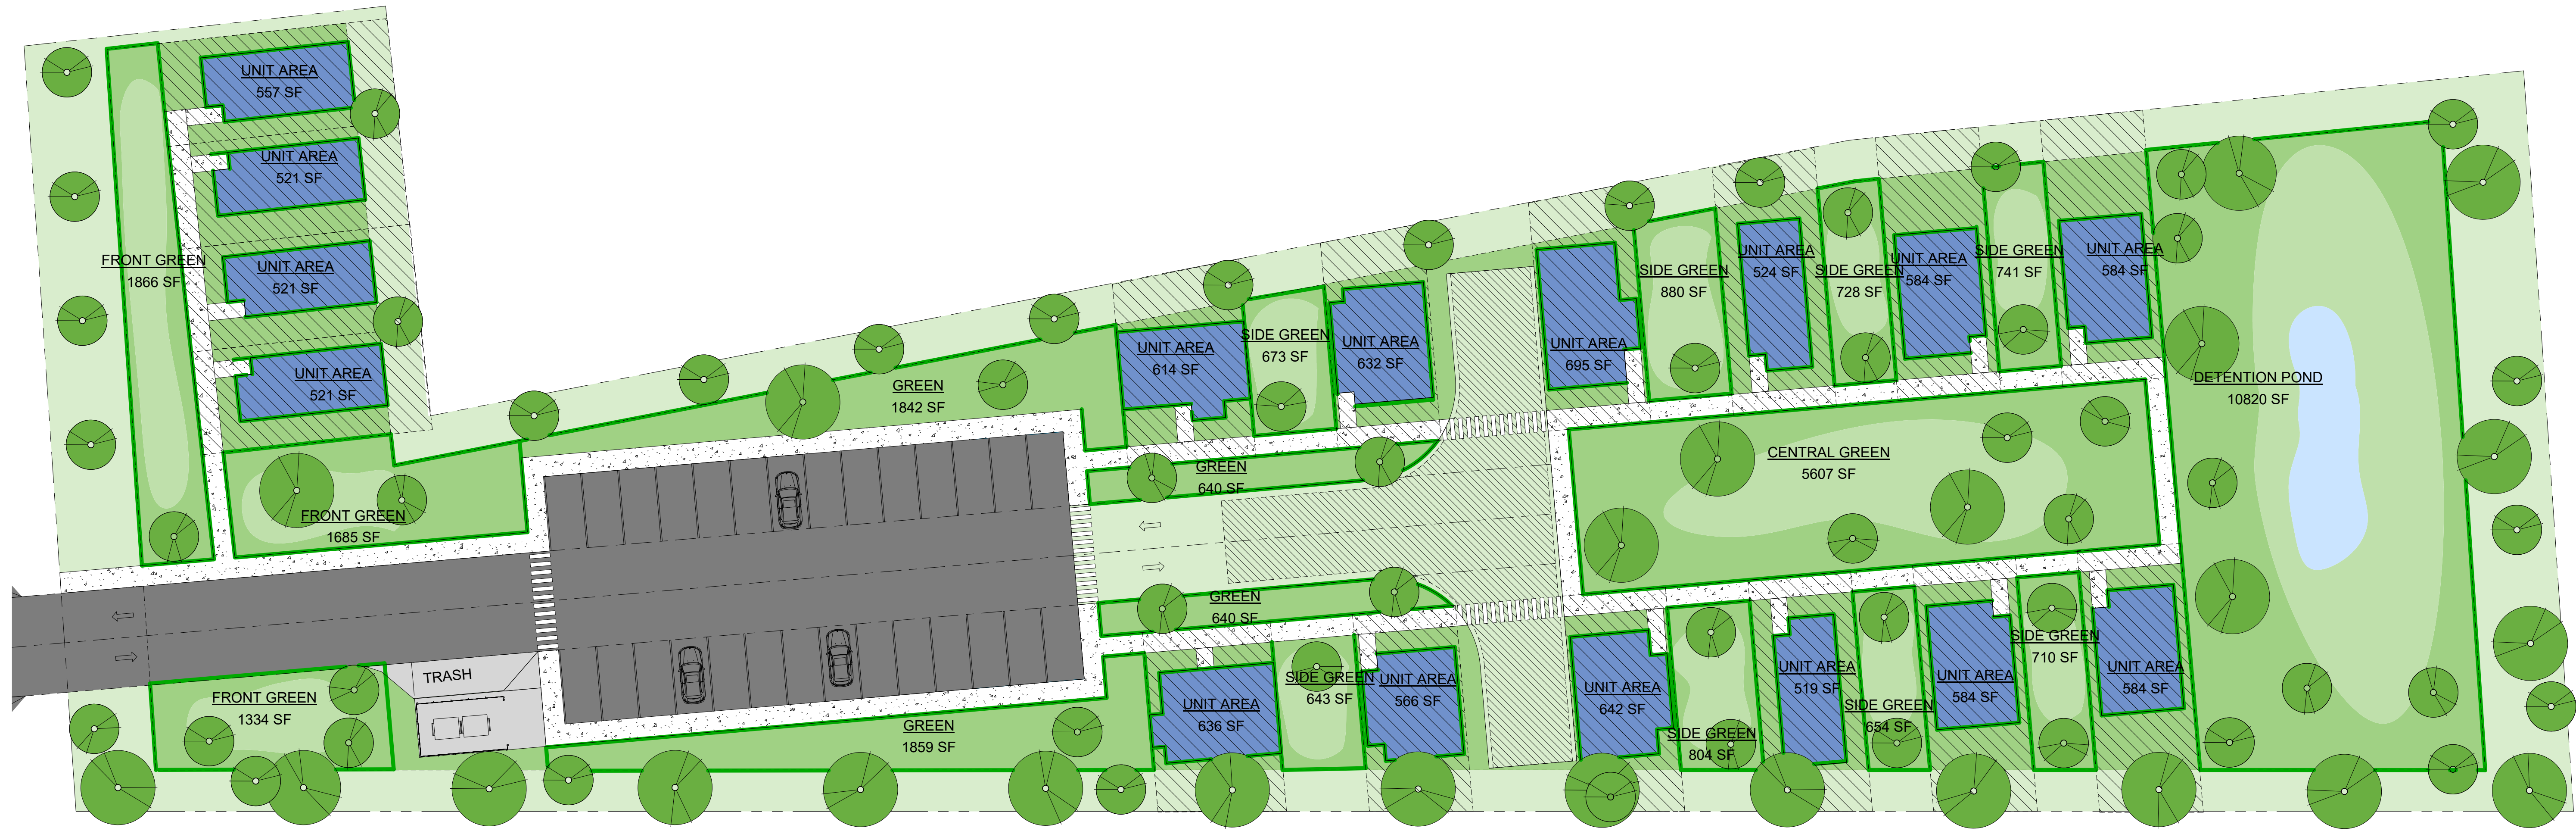 UNIT AREA
557 SF
UNIT AREA
521 SF
UNIT AREA
521 SF
UNIT AREA
521 SF
FRONT GREEN
1866 SF
FRONT GREEN
1685 SF
FRONT GREEN
1334 SF
TRASH
GREEN
1842 SF
GREEN
640 SF
GREEN
640 SF
GREEN
1859 SF
UNIT AREA
614 SF
SIDE GREEN
673 SF
UNIT AREA
632 SF
UNIT AREA
695 SF
SIDE GREEN
880 SF
UNIT AREA
524 SF
SIDE GREEN
728 SF
UNIT AREA
584 SF
SIDE GREEN
741 SF
UNIT AREA
584 SF
DETENTION POND
10820 SF
CENTRAL GREEN
5607 SF
UNIT AREA
636 SF
SIDE GREEN
643 SF
UNIT AREA
566 SF
UNIT AREA
642 SF
SIDE GREEN
804 SF
UNIT AREA
519 SF
SIDE GREEN
654 SF
UNIT AREA
584 SF
SIDE GREEN
710 SF
UNIT AREA
584 SF